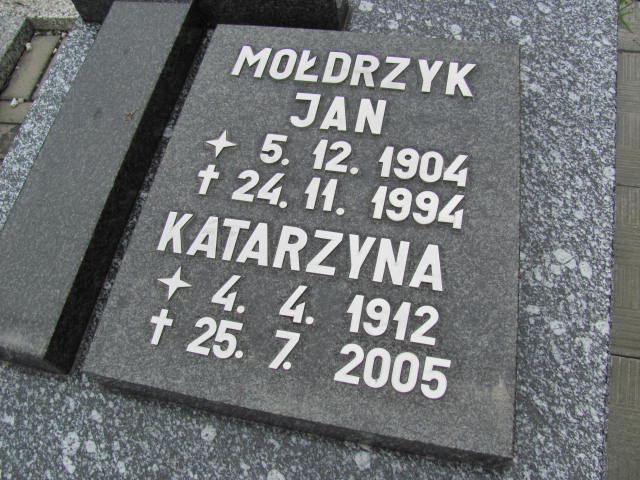 MOŁDRZYK
JAN
5. 12. 1904
✝ 24. 11. 1994
KATARZYNA
4. 4. 1912
✝ 25. 7. 2005